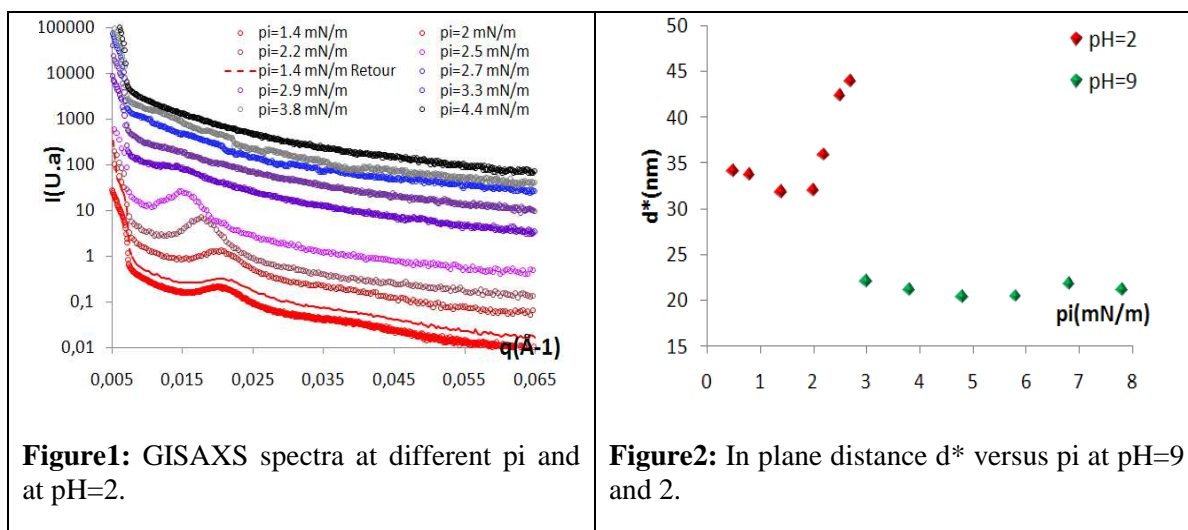 100000
10000
1000
100
10
1
0,1
0,01
I(U.a)
pi=1.4 mN/m pi=2 mN/m
pi=2.2 mN/m pi=2.5 mN/m
pi=1.4 mN/m Retour pi=2.7 mN/m
pi=2.9 mN/m pi=3.3 mN/m
pi=3.8 mN/m pi=4.4 mN/m
q(Å-1)
0,005 0,015 0,025 0,035 0,045 0,055 0,065
Figure1: GISAXS spectra at different pi and
at pH=2.
50
45
40
35
30
25
20
15
d*(nm)
pH=2
pH=9
pi(mN/m)
0 1 2 3 4 5 6 7 8
Figure2: In plane distance d* versus pi at pH=9
and 2.